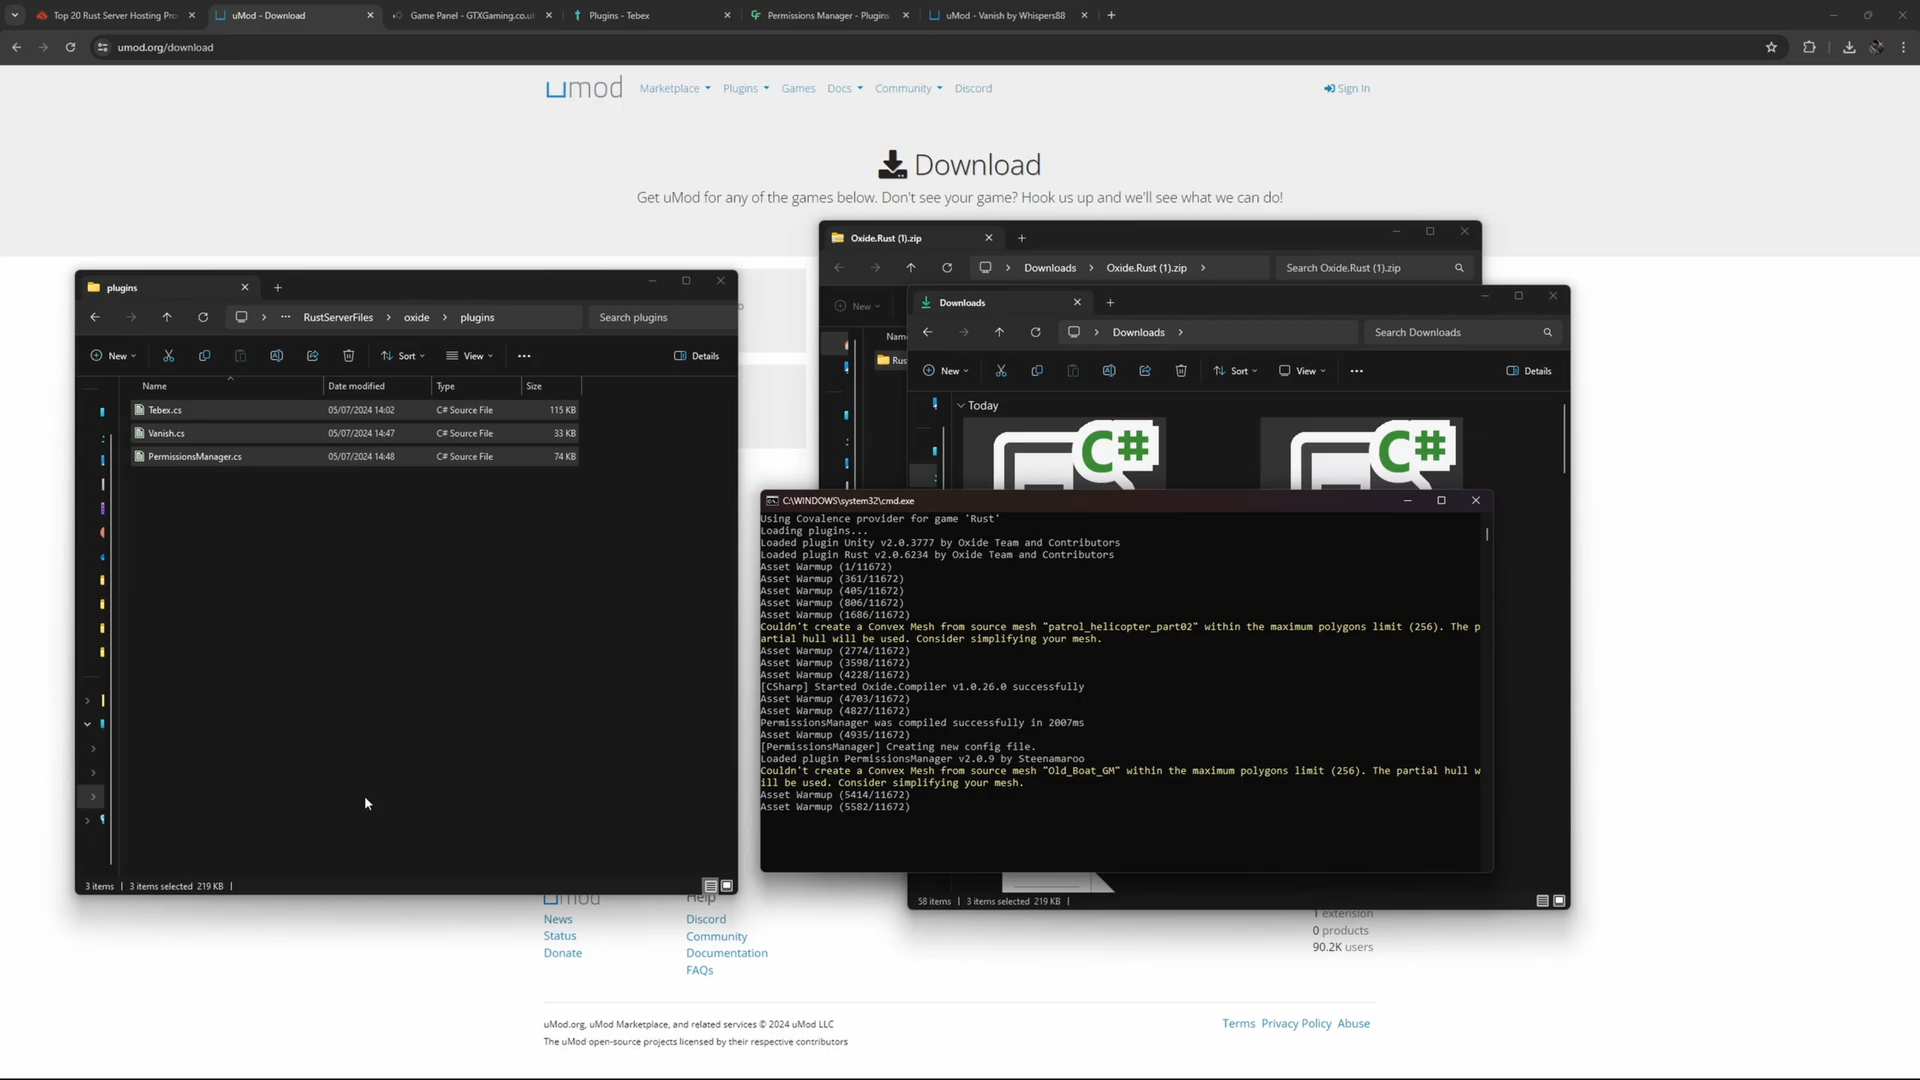 Top 20 Rust Server Hosting Pro
uMod - Download
Game Panel - GTXGaming.co.uk
Plugins - Tebex
Permissions Manager - Plugins
uMod - Vanish by Whispers88
umod.org/download
umod
Marketplace
Plugins
Games
Docs
Community
Discord
Sign In
Download
Get uMod for any of the games below. Don't see your game? Hook us up and we'll see what we can do!
Oxide.Rust (1).zip
Downloads
Oxide.Rust (1).zip
Search Oxide.Rust (1).zip
New
Rus
plugins
RustServerFiles
oxide
plugins
Search plugins
New
Sort
View
Details
Name
Date modified
Type
Size
Tebex.cs 05/07/2024 14:02 C# Source File 115 KB
Vanish.cs 05/07/2024 14:47 C# Source File 33 KB
PermissionsManager.cs 05/07/2024 14:48 C# Source File 74 KB
3 items 3 items selected 219 KB
Downloads
Downloads
Search Downloads
New
Sort
View
Details
Today
C#
C#
58 items 3 items selected 219 KB
C:\WINDOWS\system32\cmd.exe
Using Covalence provider for game 'Rust'
Loading plugins...
Loaded plugin Unity v2.0.3777 by Oxide Team and Contributors
Loaded plugin Rust v2.0.6234 by Oxide Team and Contributors
Asset Warmup (1/11672)
Asset Warmup (361/11672)
Asset Warmup (405/11672)
Asset Warmup (806/11672)
Asset Warmup (1686/11672)
Couldn't create a Convex Mesh from source mesh "patrol_helicopter_part02" within the maximum polygons limit (256). The p
artial hull will be used. Consider simplifying your mesh.
Asset Warmup (2774/11672)
Asset Warmup (3598/11672)
Asset Warmup (4228/11672)
[CSharp] Started Oxide.Compiler v1.0.26.0 successfully
Asset Warmup (4703/11672)
Asset Warmup (4827/11672)
PermissionsManager was compiled successfully in 2007ms
Asset Warmup (4935/11672)
[PermissionsManager] Creating new config file.
Loaded plugin PermissionsManager v2.0.9 by Steenamaroo
Couldn't create a Convex Mesh from source mesh "Old_Boat_GM" within the maximum polygons limit (256). The partial hull w
ill be used. Consider simplifying your mesh.
Asset Warmup (5414/11672)
Asset Warmup (5582/11672)
News
Status
Donate
Help
Discord
Community
Documentation
FAQs
1 extension
0 products
90.2K users
uMod.org, uMod Marketplace, and related services © 2024 uMod LLC
The uMod open-source projects licensed by their respective contributors
Terms Privacy Policy Abuse